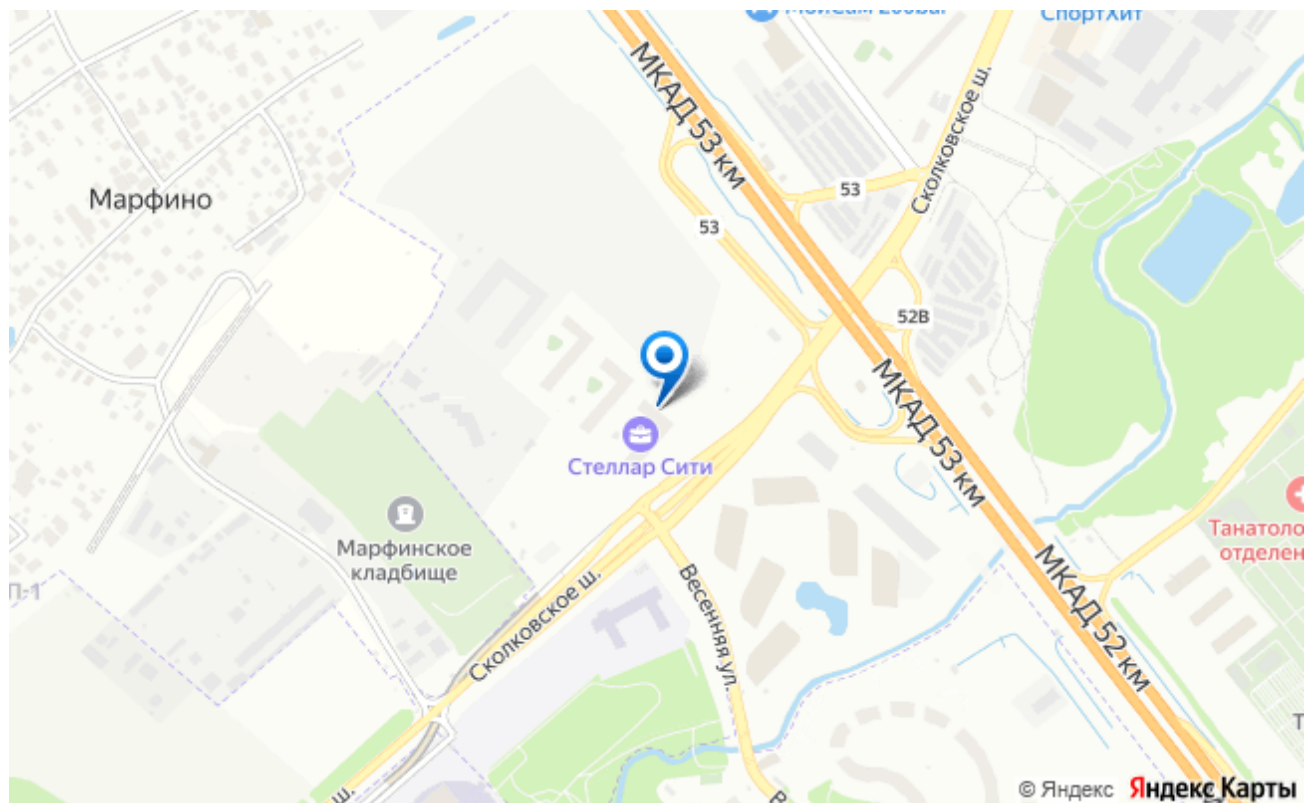 СпортХит
МКАД 53 км
Сколковское ш.
Марфино
53
53
52В
МКАД 53 км
Стеллар Сити
Марфинское
кладбище
Весенняя ул.
Сколковское ш.
МКАД 52 км
ш.
© Яндекс Яндекс Карты